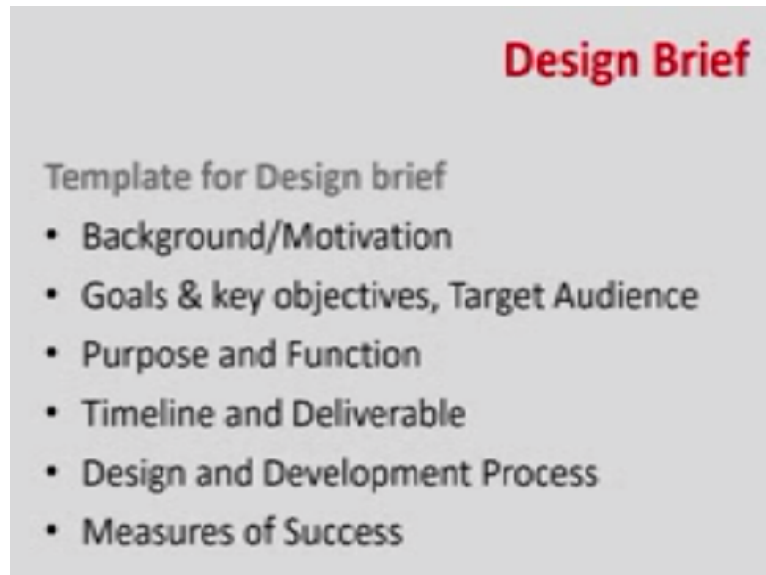 Design Brief
Template for Design brief
• Background/Motivation
• Goals & key objectives, Target Audience
• Purpose and Function
• Timeline and Deliverable
• Design and Development Process
• Measures of Success